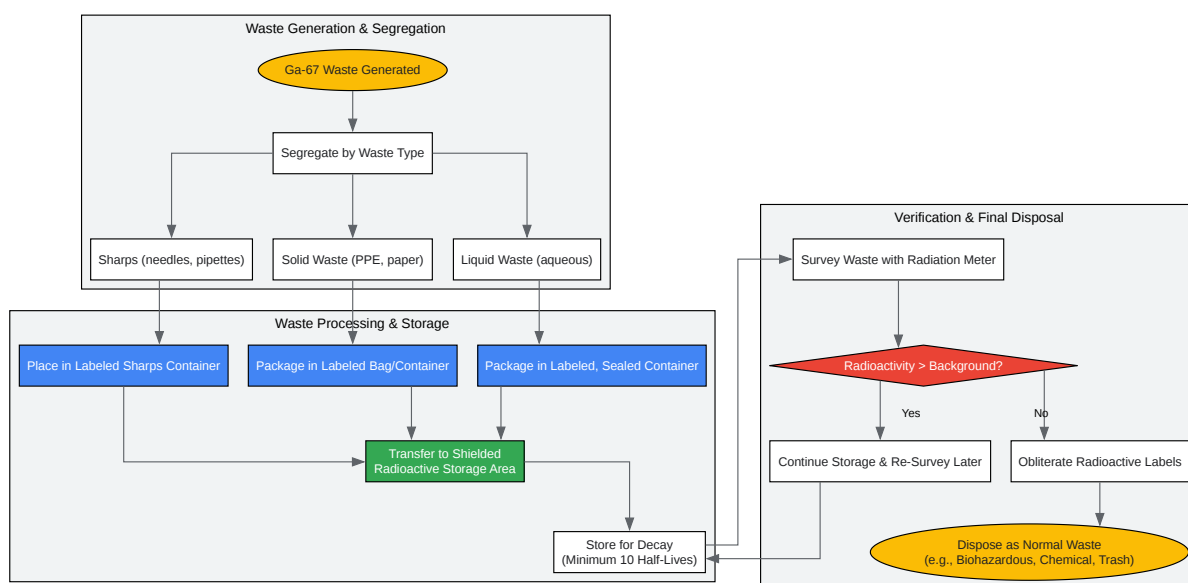 Waste Generation & Segregation
Ga-67 Waste Generated
Segregate by Waste Type
Sharps (needles, pipettes)
Solid Waste (PPE, paper)
Liquid Waste (aqueous)
Waste Processing & Storage
Place in Labeled Sharps Container
Package in Labeled Bag/Container
Package in Labeled, Sealed Container
Transfer to Shielded
Radioactive Storage Area
Store for Decay
(Minimum 10 Half-Lives)
Verification & Final Disposal
Survey Waste with Radiation Meter
Radioactivity > Background?
Yes
No
Continue Storage & Re-Survey Later
Obliterate Radioactive Labels
Dispose as Normal Waste
(e.g., Biohazardous, Chemical, Trash)